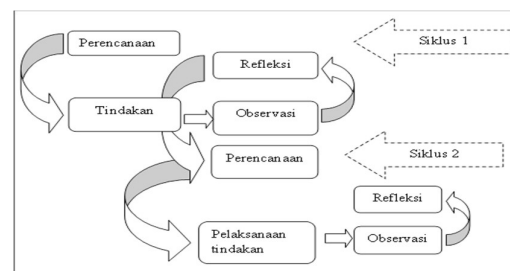 Perencanaan
Siklus 1
Refleksi
Tindakan
Observasi
Perencanaan
Siklus 2
Refleksi
Pelaksanaan
tindakan
Observasi